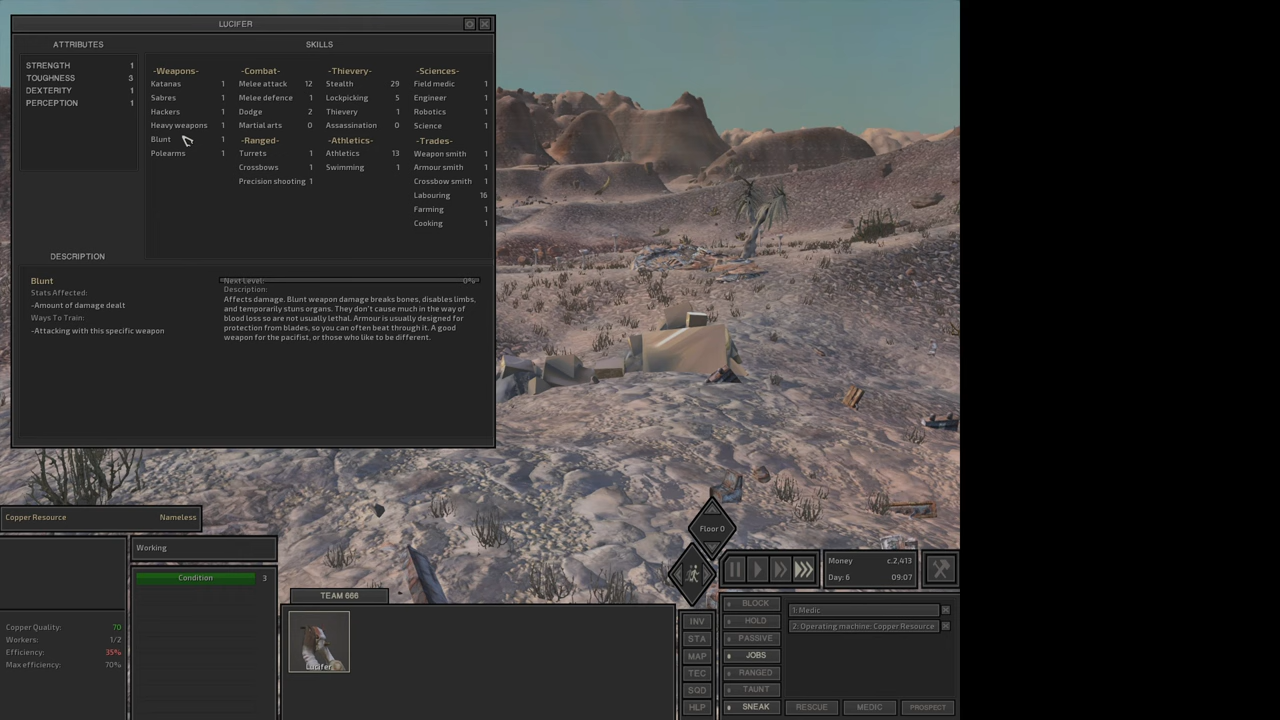 LUCIFER
ATTRIBUTES
STRENGTH 1
TOUGHNESS 3
DEXTERITY 1
PERCEPTION 1
SKILLS
-Weapons-
Katanas 1
Sabres 1
Hackers 1
Heavy weapons 1
Blunt 1
Polearms 1
-Combat-
Melee attack 12
Melee defence 1
Dodge 2
Martial arts 0
-Ranged-
Turrets 1
Crossbows 1
Precision shooting 1
-Thievery-
Stealth 29
Lockpicking 5
Thievery 1
Assassination 0
-Athletics-
Athletics 13
Swimming 1
-Sciences-
Field medic 1
Engineer 1
Robotics 1
Science 1
-Trades-
Weapon smith 1
Armour smith 1
Crossbow smith 1
Labouring 16
Farming 1
Cooking 1
DESCRIPTION
Blunt
Stats Affected:
-Amount of damage dealt
Ways To Train:
-Attacking with this specific weapon
Next Level: 0%
Description:
Affects damage. Blunt weapon damage breaks bones, disables limbs,
and temporarily stuns organs. They don't cause much in the way of
blood loss so are not usually lethal. Armour is usually designed for
protection from blades, so you can often beat through it. A good
weapon for the pacifist, or those who like to be different.
Copper Resource Nameless
Copper Quality: 70
Workers: 1/2
Efficiency: 35%
Max efficiency: 70%
Working
Condition 3
TEAM 666
Lucifer
Floor 0
Money c.2,413
Day: 6 09:07
INV
STA
MAP
TEC
SQD
HLP
BLOCK
HOLD
PASSIVE
JOBS
RANGED
TAUNT
SNEAK
1: Medic
2: Operating machine: Copper Resource
RESCUE MEDIC PROSPECT